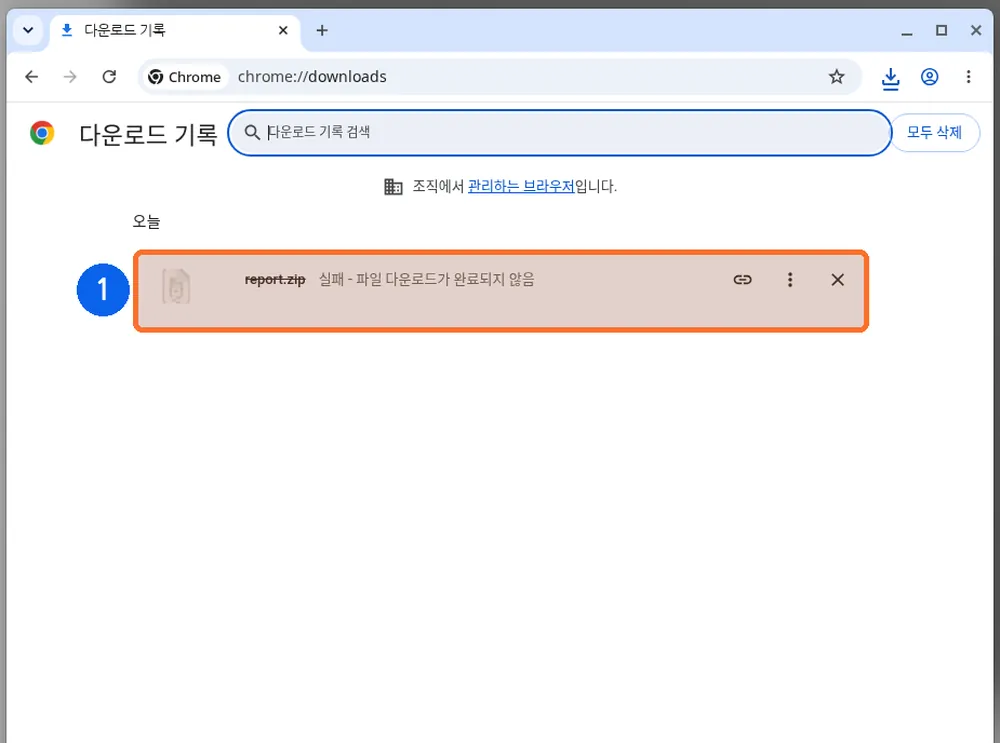 다운로드 기록
Chrome chrome://downloads
다운로드 기록
다운로드 기록 검색
모두 삭제
조직에서 관리하는 브라우저입니다.
오늘
1
report.zip 실패 - 파일 다운로드가 완료되지 않음